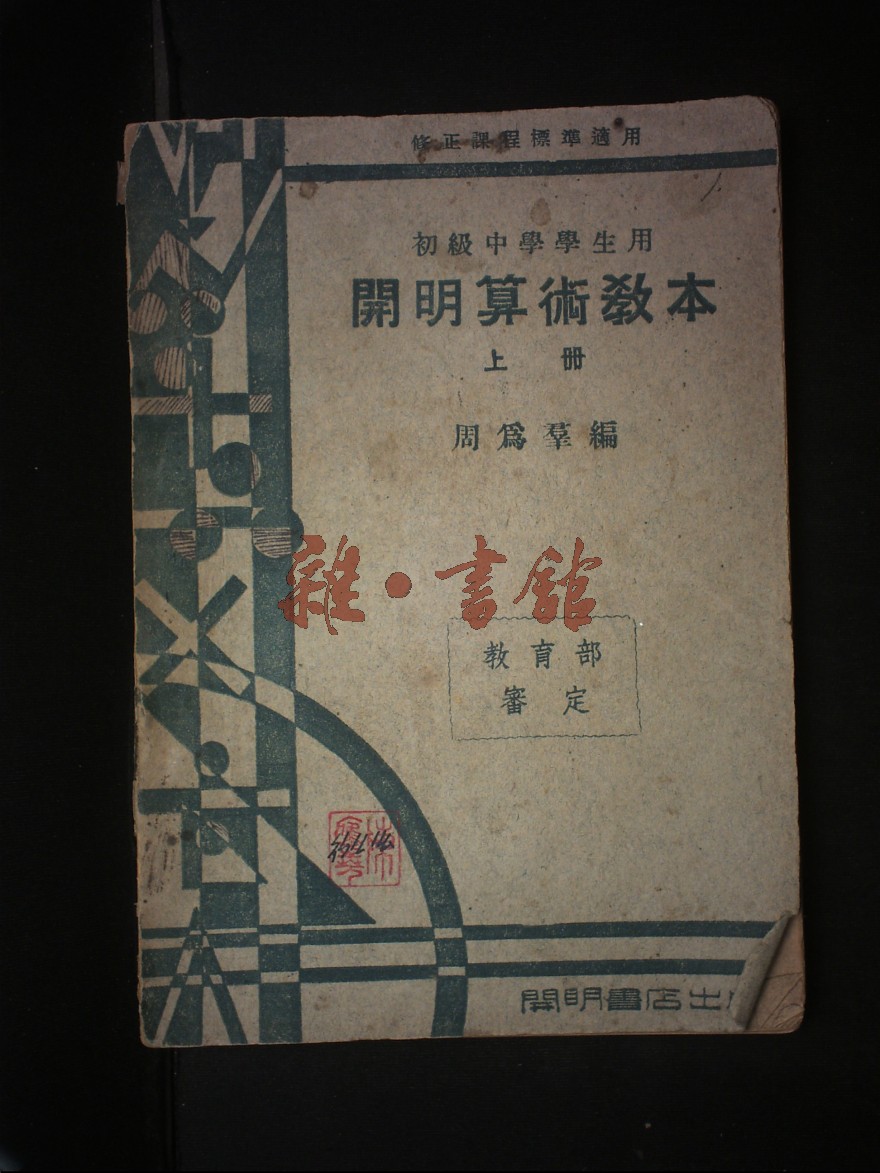 修正課程標準適用
初級中學學生用
開明算術教本
上 册
周爲羣編
雜·書館
教育部
審定
開明書店出